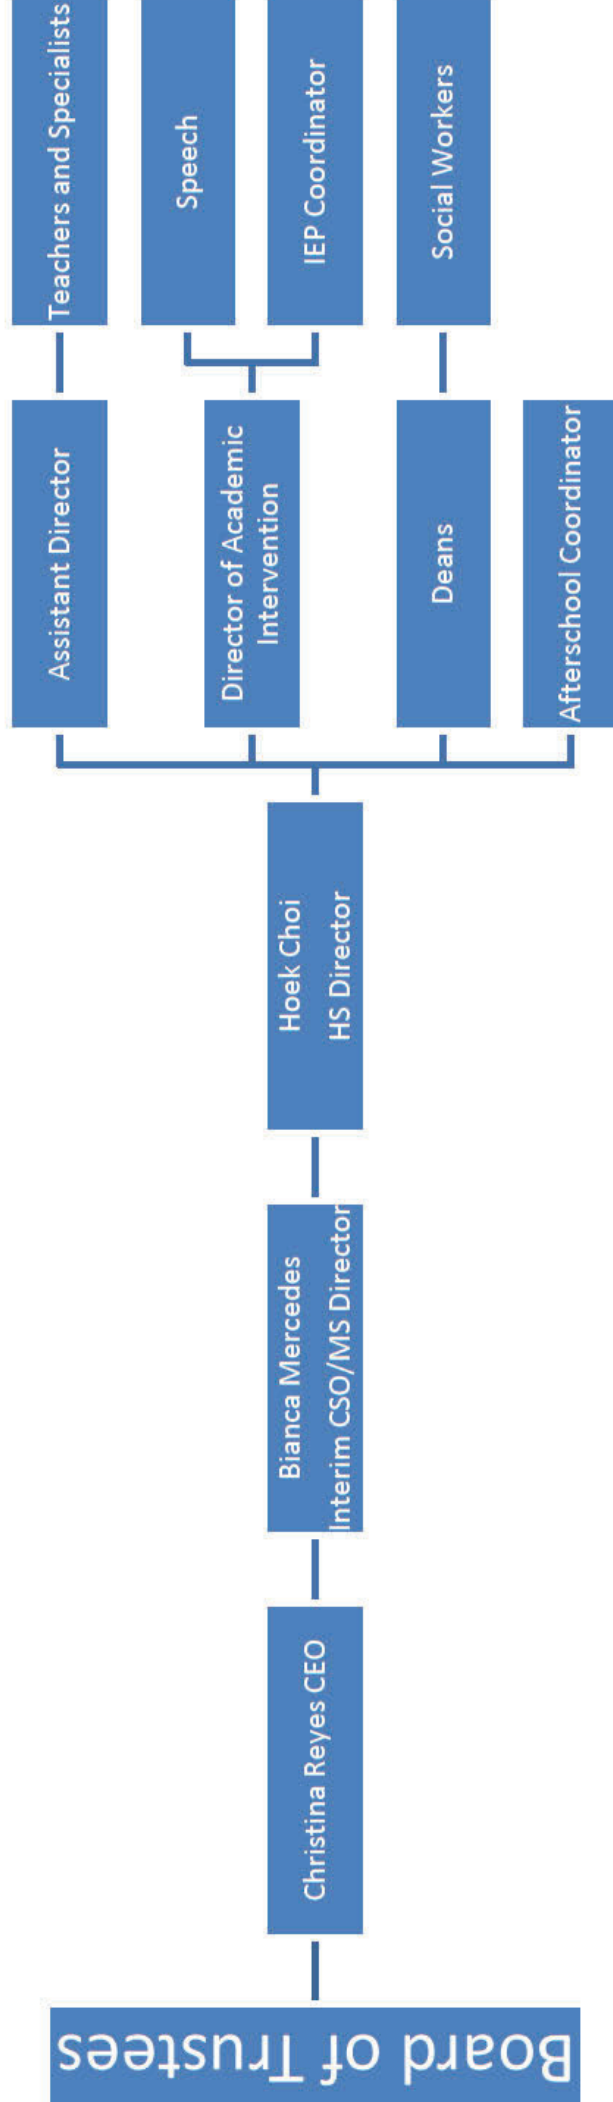 Board of Trustees
Christina Reyes CEO
Bianca Mercedes
Interim CSO/MS Director
Hoek Choi
HS Director
Assistant Director
Director of Academic
Intervention
Deans
Afterschool Coordinator
Teachers and Specialists
Speech
IEP Coordinator
Social Workers